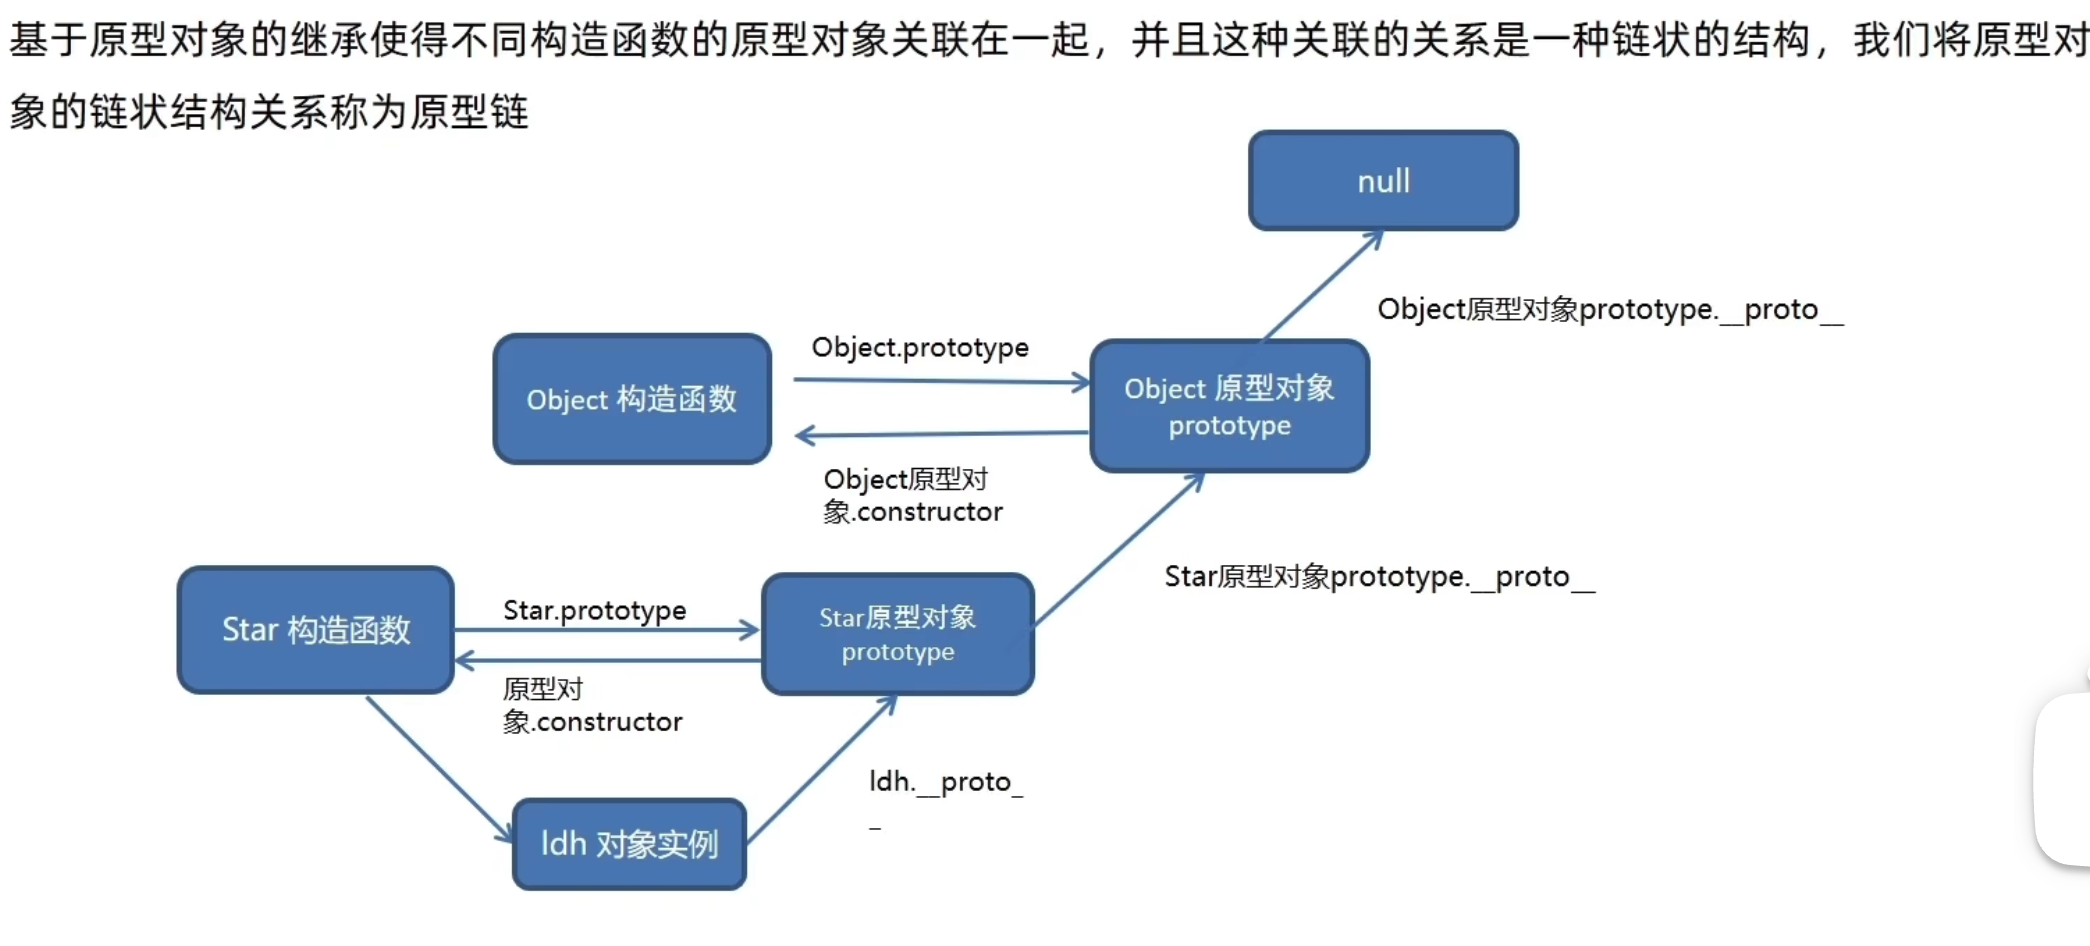 基于原型对象的继承使得不同构造函数的原型对象关联在一起，并且这种关联的关系是一种链状的结构，我们将原型对
象的链状结构关系称为原型链
null
Object原型对象prototype.__proto__
Object.prototype
Object 构造函数
Object 原型对象
prototype
Object原型对
象.constructor
Star原型对象prototype.__proto__
Star 构造函数
Star.prototype
Star原型对象
prototype
原型对
象.constructor
ldh.__proto_
_
ldh 对象实例